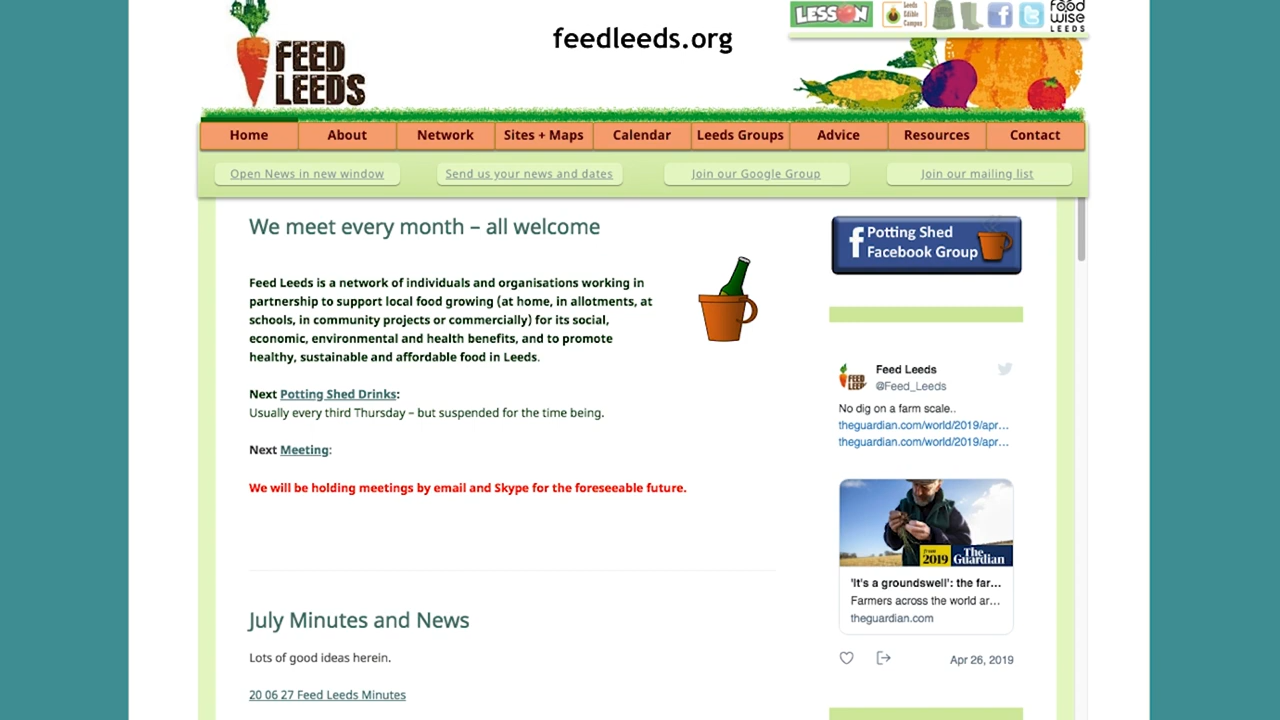 feedleeds.org
FEED
LEEDS
LESSON
Leeds
Edible
Campus
food
wise
LEEDS
Home
About
Network
Sites + Maps
Calendar
Leeds Groups
Advice
Resources
Contact
Open News in new window
Send us your news and dates
Join our Google Group
Join our mailing list
We meet every month – all welcome
Feed Leeds is a network of individuals and organisations working in
partnership to support local food growing (at home, in allotments, at
schools, in community projects or commercially) for its social,
economic, environmental and health benefits, and to promote
healthy, sustainable and affordable food in Leeds.
Next Potting Shed Drinks:
Usually every third Thursday – but suspended for the time being.
Next Meeting:
We will be holding meetings by email and Skype for the foreseeable future.
July Minutes and News
Lots of good ideas herein.
20 06 27 Feed Leeds Minutes
f Potting Shed
Facebook Group
FEED
Feed Leeds
@Feed_Leeds
No dig on a farm scale..
theguardian.com/world/2019/apr...
theguardian.com/world/2019/apr...
from
2019
The
Guardian
'It's a groundswell': the far...
Farmers across the world ar...
theguardian.com
Apr 26, 2019